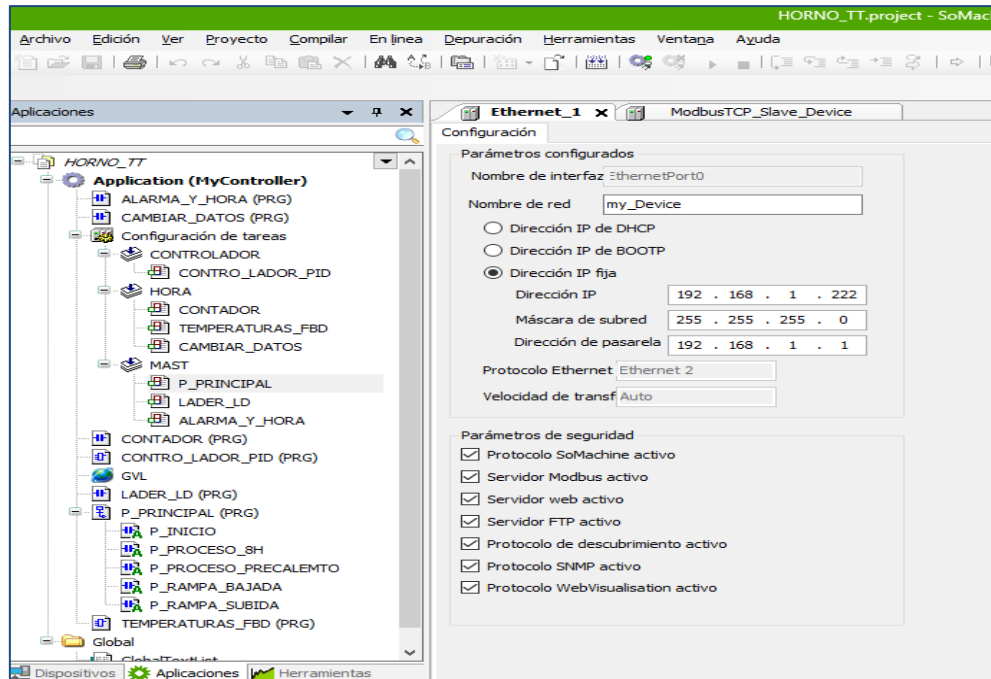 HORNO_TT.project - SoMac
Archivo Edición Ver Proyecto Compilar En línea Depuración Herramientas Ventana Ayuda
Aplicaciones
HORNO_TT
Application (MyController)
ALARMA_Y_HORA (PRG)
CAMBIAR_DATOS (PRG)
Configuración de tareas
CONTROLADOR
CONTRO_LADOR_PID
HORA
CONTADOR
TEMPERATURAS_FBD
CAMBIAR_DATOS
MAST
P_PRINCIPAL
LADER_LD
ALARMA_Y_HORA
CONTADOR (PRG)
CONTRO_LADOR_PID (PRG)
GVL
LADER_LD (PRG)
P_PRINCIPAL (PRG)
P_INICIO
P_PROCESO_8H
P_PROCESO_PRECALEMTO
P_RAMPA_BAJADA
P_RAMPA_SUBIDA
TEMPERATURAS_FBD (PRG)
Global
GlobalTextList
Dispositivos Aplicaciones Herramientas
Ethernet_1 ModbusTCP_Slave_Device
Configuración
Parámetros configurados
Nombre de interfaz EthernetPort0
Nombre de red my_Device
Dirección IP de DHCP
Dirección IP de BOOTP
Dirección IP fija
Dirección IP 192 . 168 . 1 . 222
Máscara de subred 255 . 255 . 255 . 0
Dirección de pasarela 192 . 168 . 1 . 1
Protocolo Ethernet Ethernet 2
Velocidad de transf Auto
Parámetros de seguridad
Protocolo SoMachine activo
Servidor Modbus activo
Servidor web activo
Servidor FTP activo
Protocolo de descubrimiento activo
Protocolo SNMP activo
Protocolo WebVisualisation activo